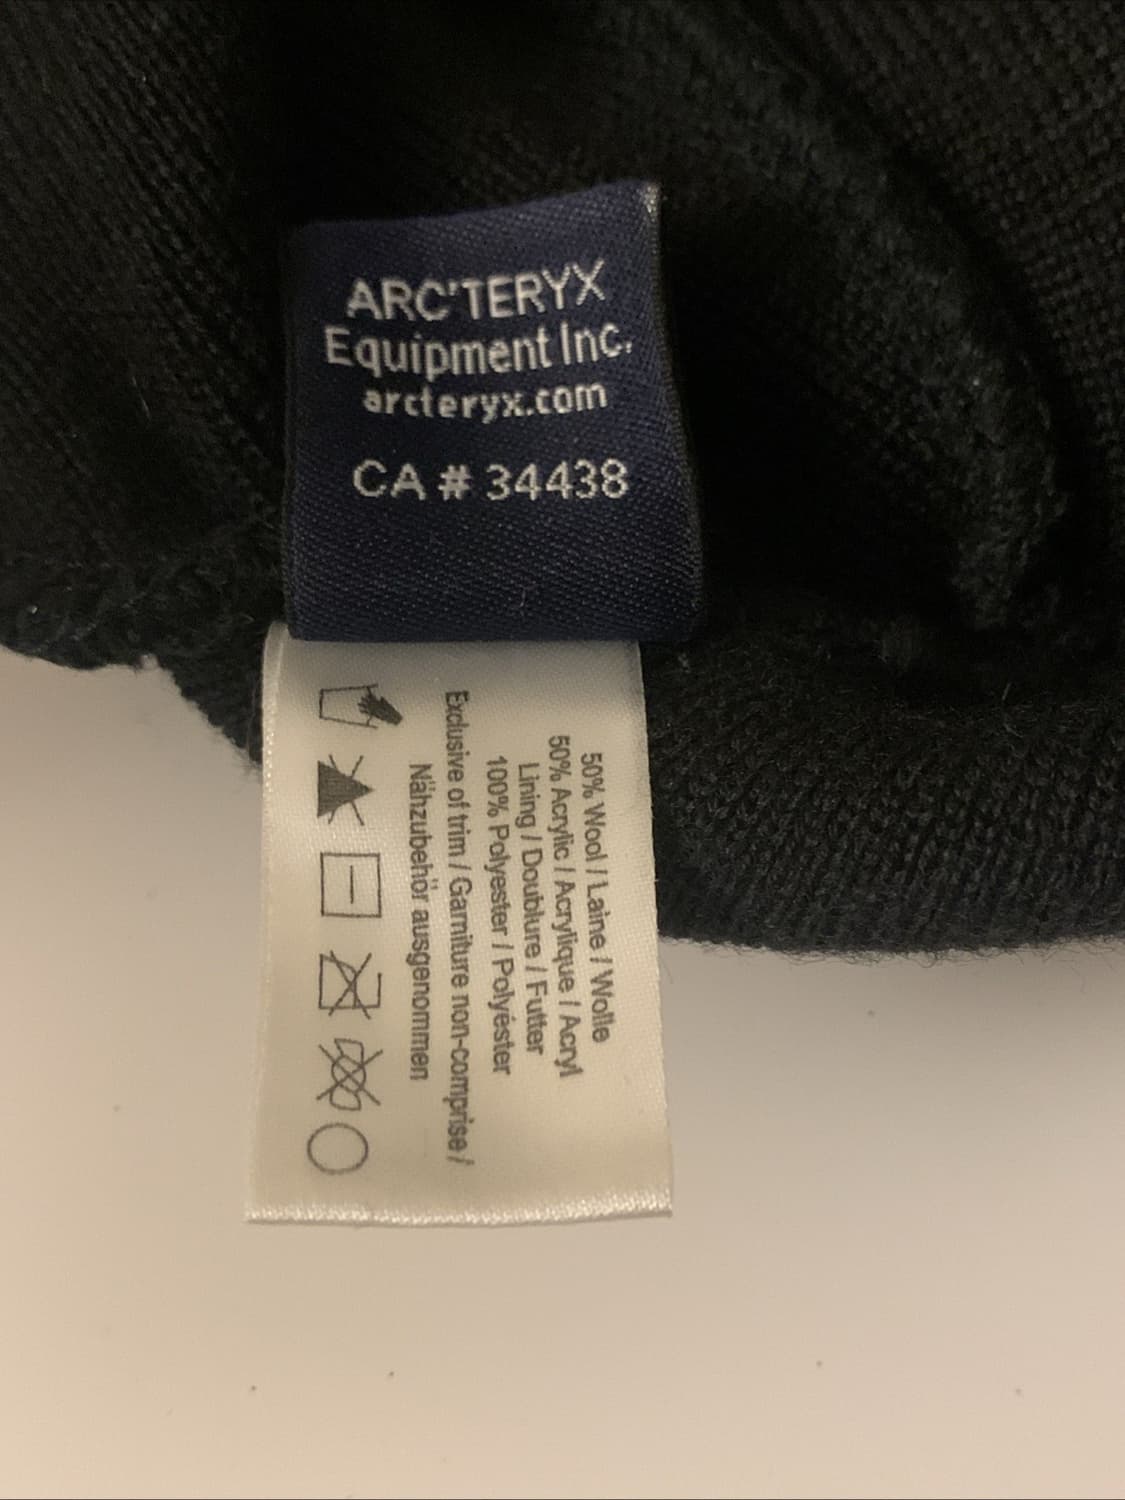 ARC'TERYX
Equipment Inc.
arcteryx.com
CA # 34438
50% Wool / Laine / Wolle
50% Acrylic / Acrylique / Acryl
Lining / Doublure / Futter
100% Polyester / Polyéster
Exclusive of trim / Garniture non-comprise /
Nähzubehör ausgenommen